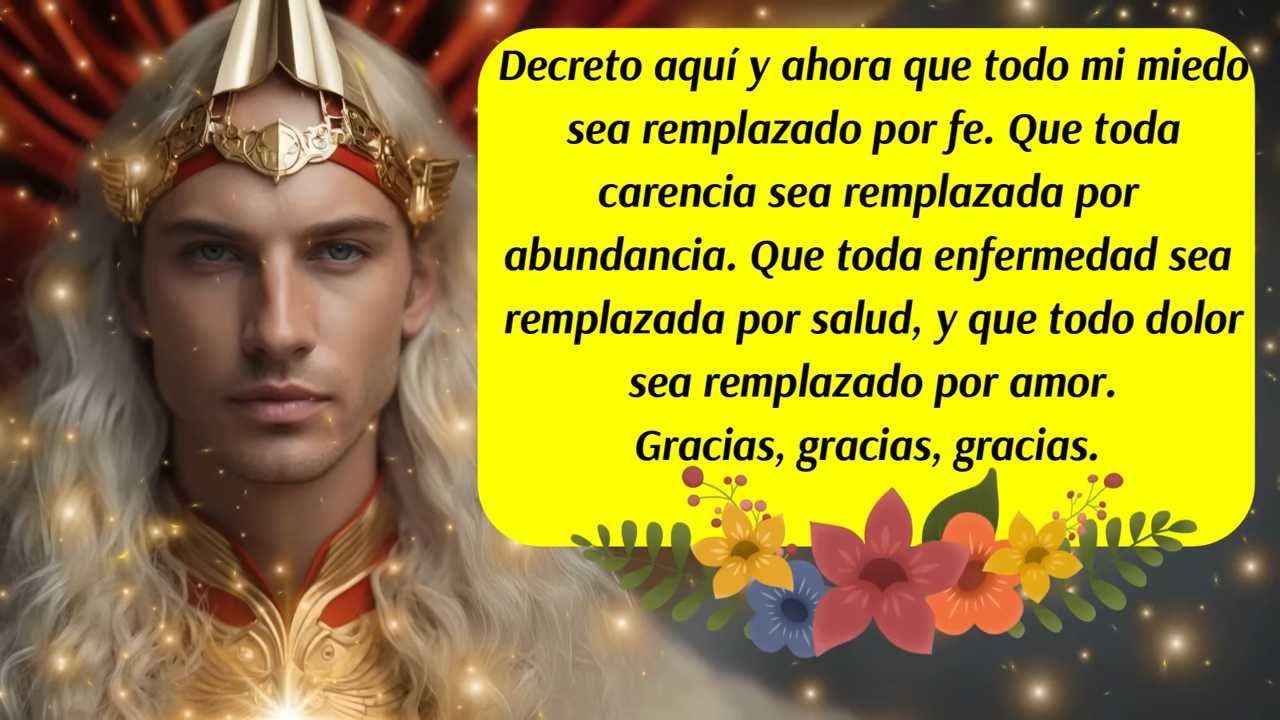 Decreto aquí y ahora que todo mi miedo
sea remplazado por fe. Que toda
carencia sea remplazada por
abundancia. Que toda enfermedad sea
remplazada por salud, y que todo dolor
sea remplazado por amor.
Gracias, gracias, gracias.